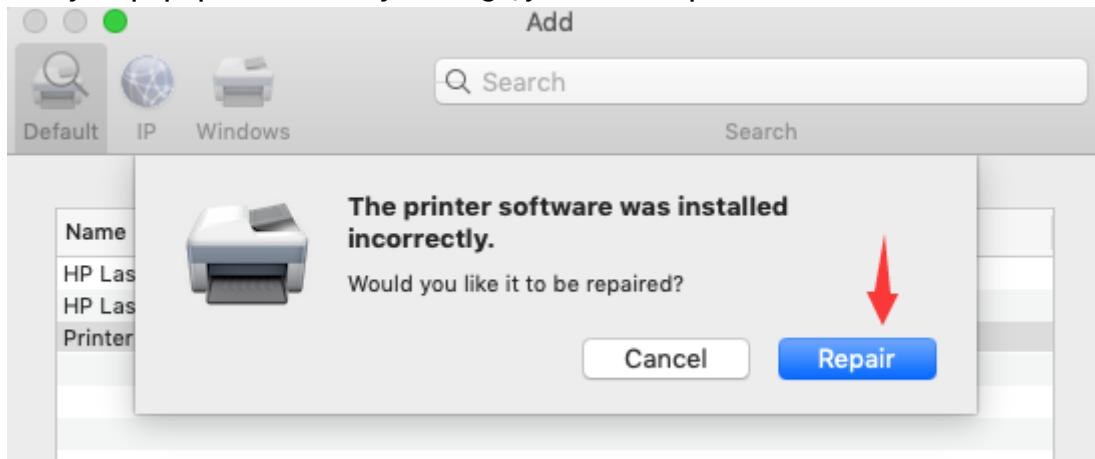 Add
Search
Default IP Windows
Search
The printer software was installed
incorrectly.
Name
Would you like it to be repaired?
HP Las
HP Las
Printer
Cancel Repair